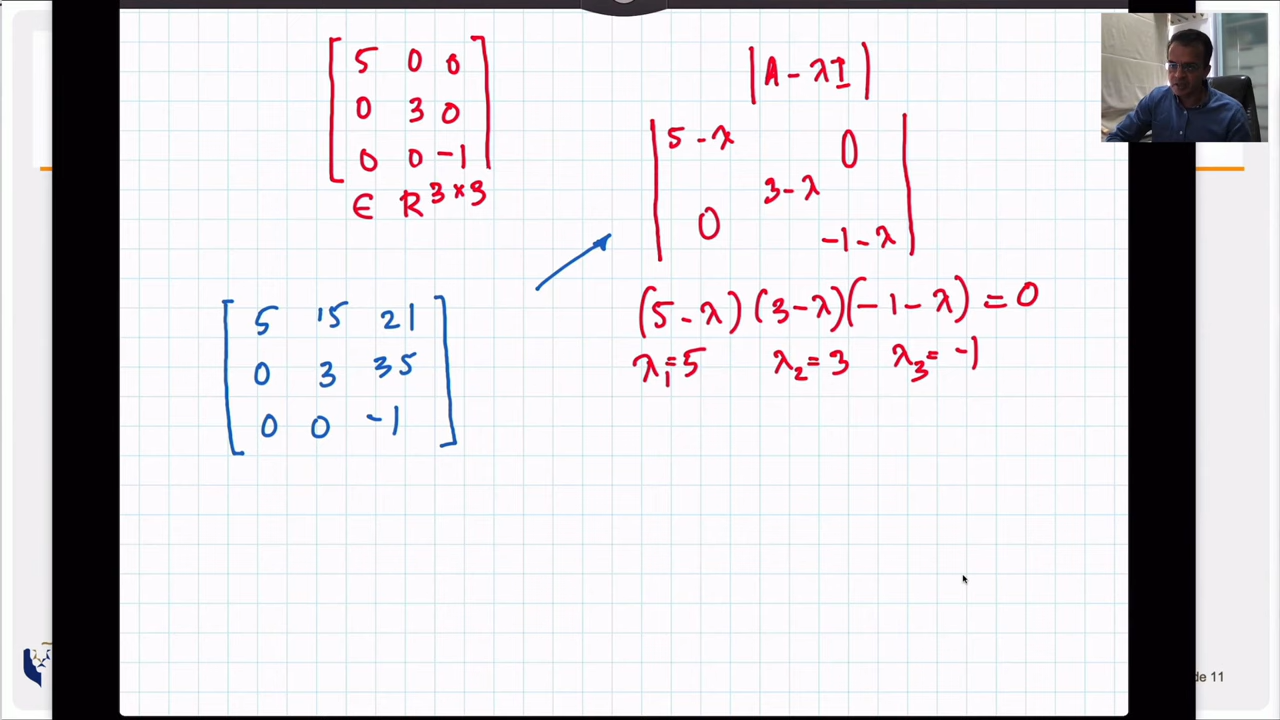 5 0 0
0 3 0
0 0 -1
∈ R^3×3
|A - λI|
5-λ 0
3-λ
0 -1-λ
(5-λ)(3-λ)(-1-λ) = 0
λ₁=5 λ₂=3 λ₃= -1
5 15 21
0 3 35
0 0 -1
de 11